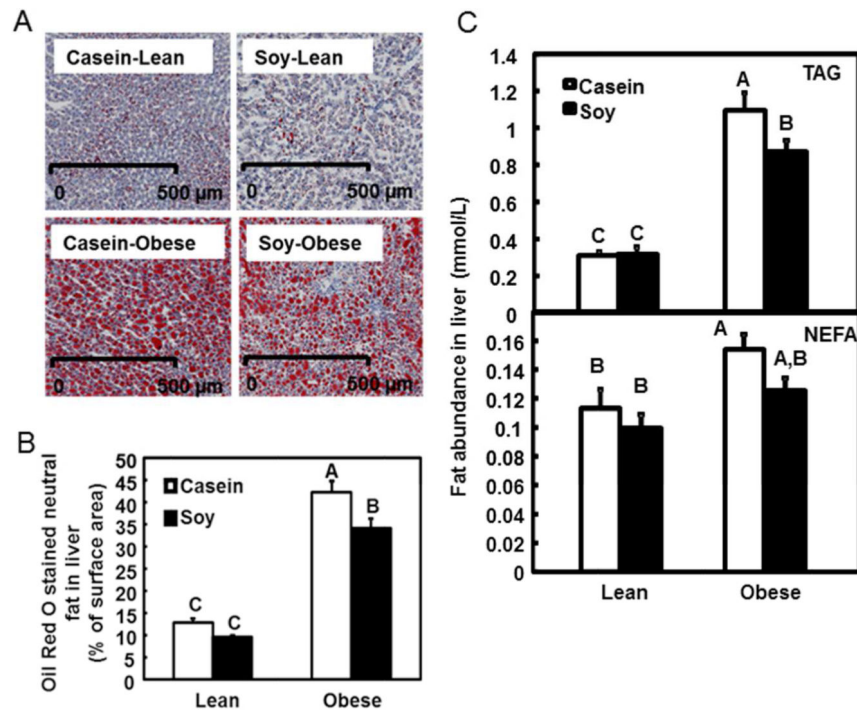 A
Casein-Lean
Soy-Lean
0 500 µm
0 500 µm
Casein-Obese
Soy-Obese
0 500 µm
0 500 µm
B
Oil Red O stained neutral
fat in liver
(% of surface area)
50
45
40
35
30
25
20
15
10
5
0
Casein
Soy
C
C
A
B
Lean
Obese
C
Fat abundance in liver (mmol/L)
1.4
1.2
1
0.8
0.6
0.4
0.2
0
Casein
Soy
TAG
C
C
A
B
0.16
0.14
0.12
0.1
0.08
0.06
0.04
0.02
0
NEFA
B
B
A
A,B
Lean
Obese